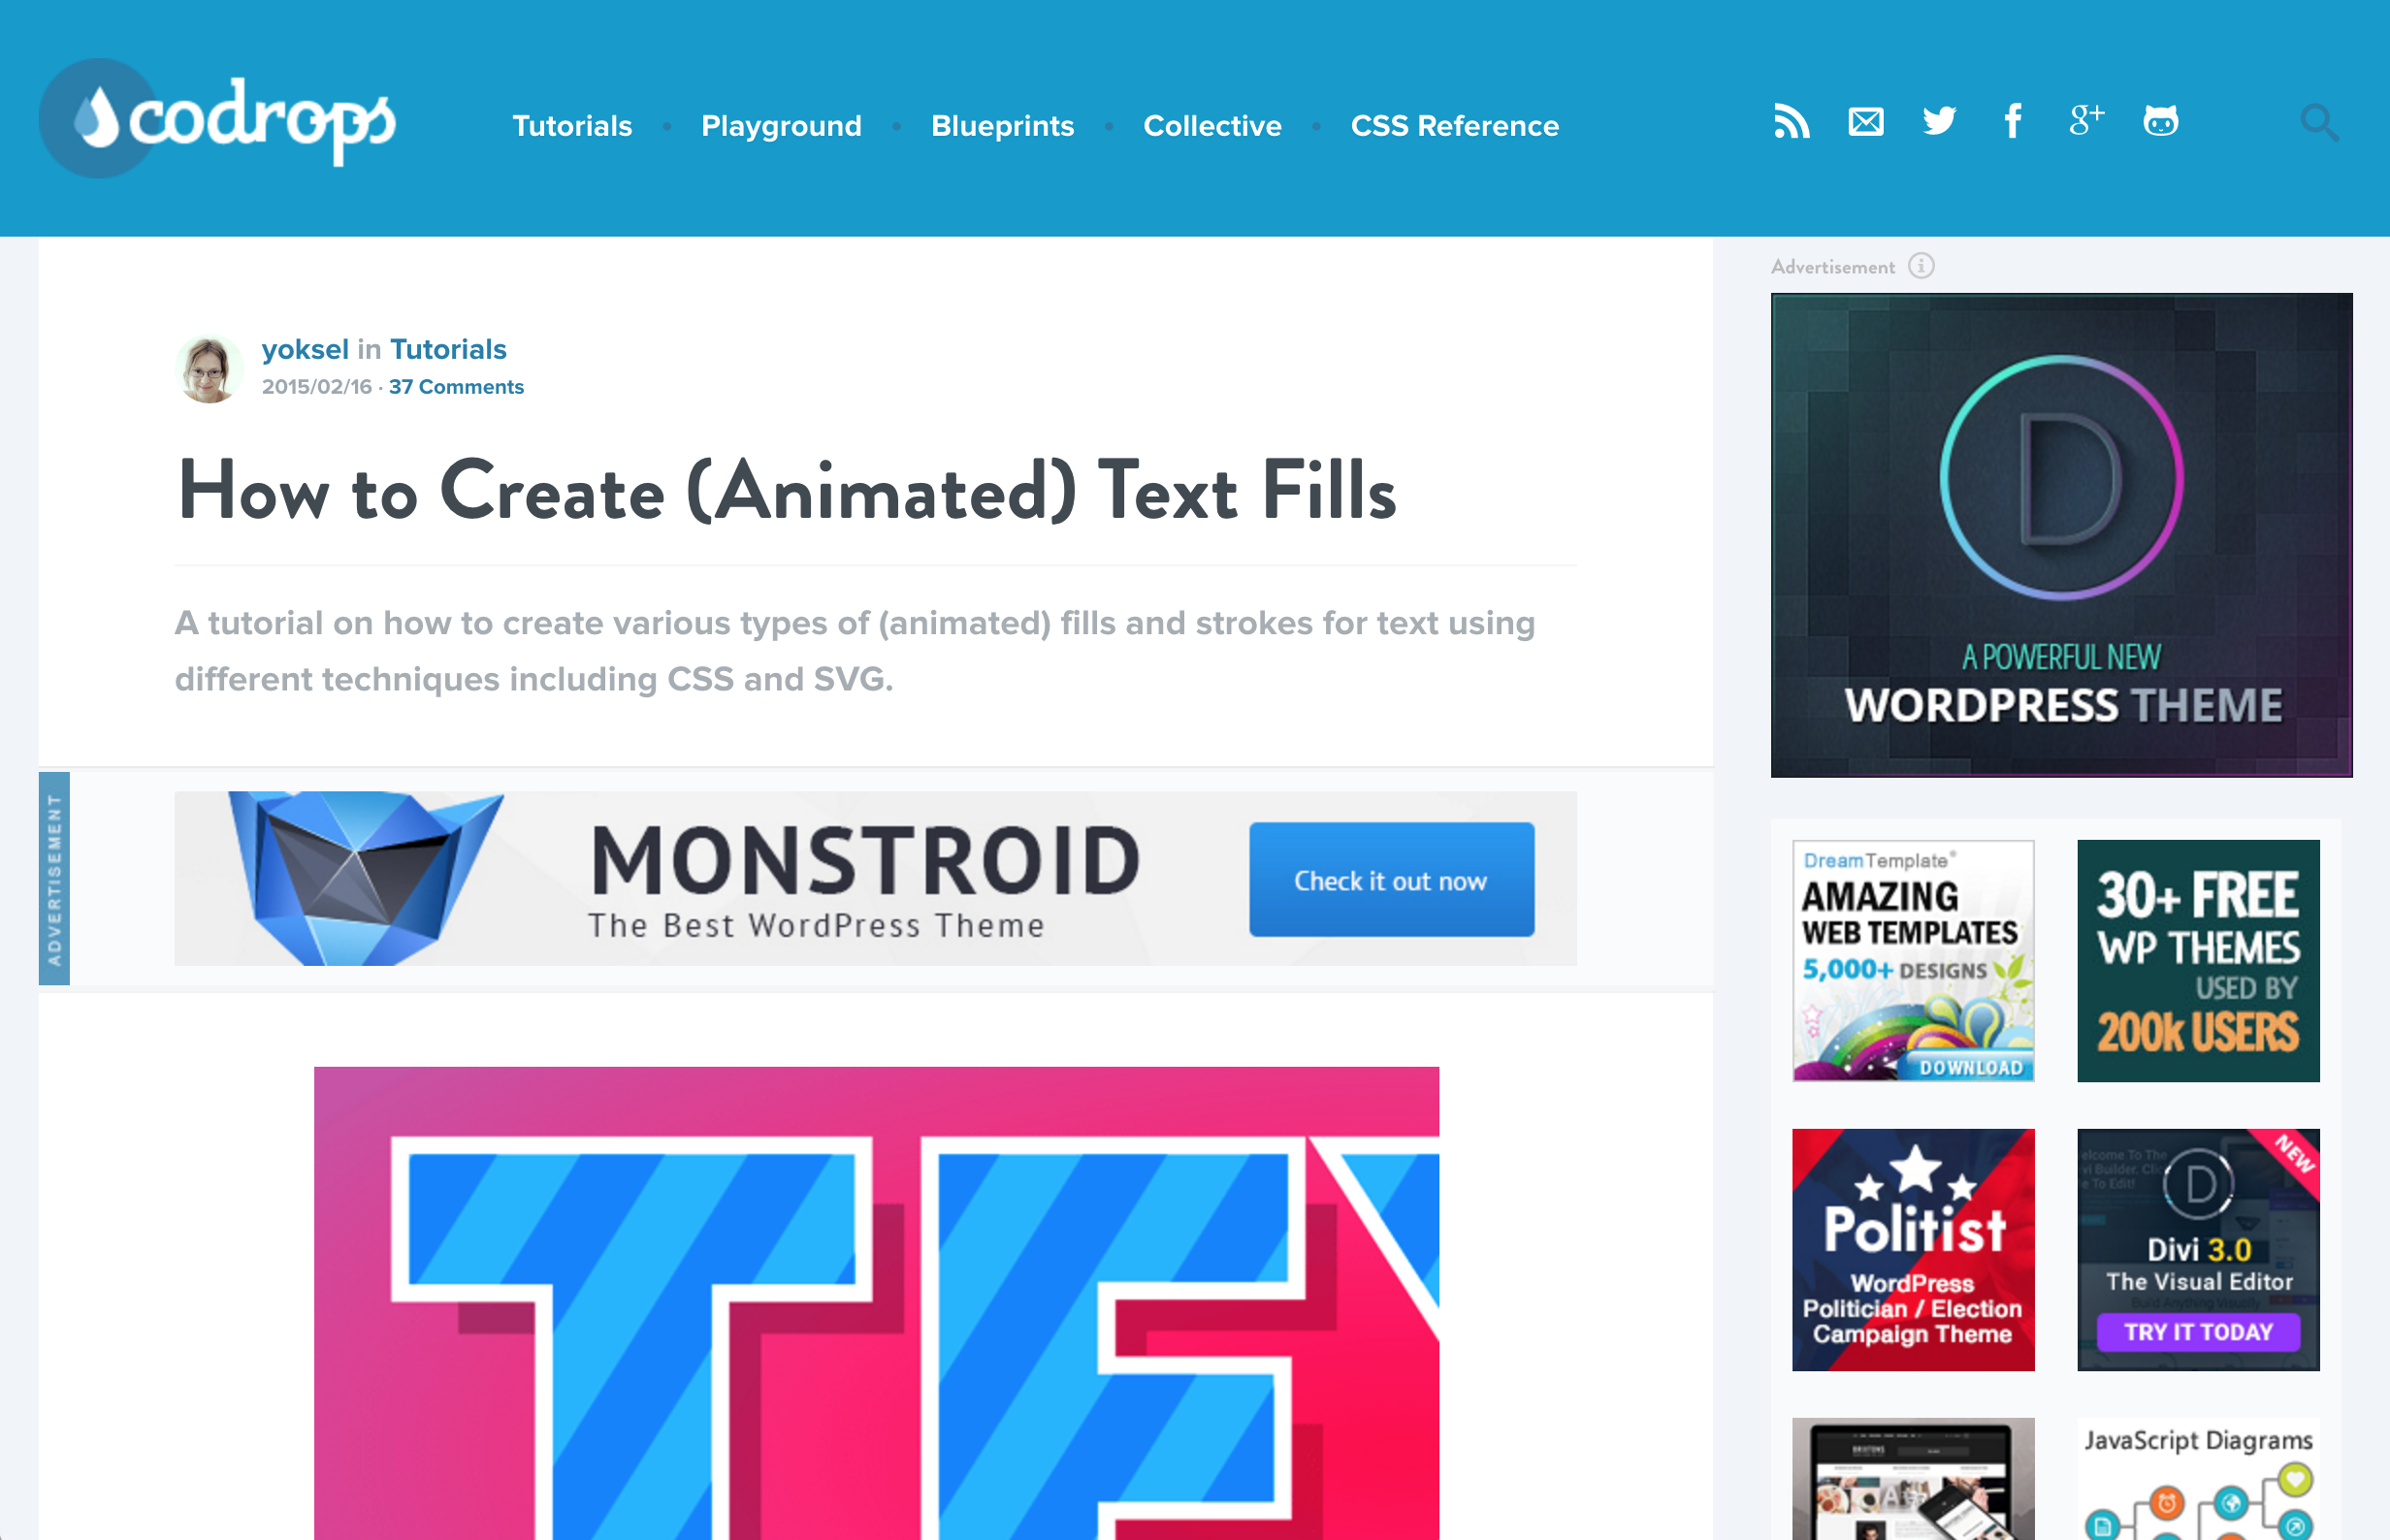 codrops
Tutorials • Playground • Blueprints • Collective • CSS Reference
yoksel in Tutorials
2015/02/16 · 37 Comments
How to Create (Animated) Text Fills
A tutorial on how to create various types of (animated) fills and strokes for text using
different techniques including CSS and SVG.
ADVERTISEMENT
MONSTROID
The Best WordPress Theme
Check it out now
TE
Advertisement
D
A POWERFUL NEW
WORDPRESS THEME
DreamTemplate®
AMAZING
WEB TEMPLATES
5,000+ DESIGNS
DOWNLOAD
30+ FREE
WP THEMES
USED BY
200k USERS
Politist
WordPress
Politician / Election
Campaign Theme
NEW
D
Divi 3.0
The Visual Editor
TRY IT TODAY
JavaScript Diagrams